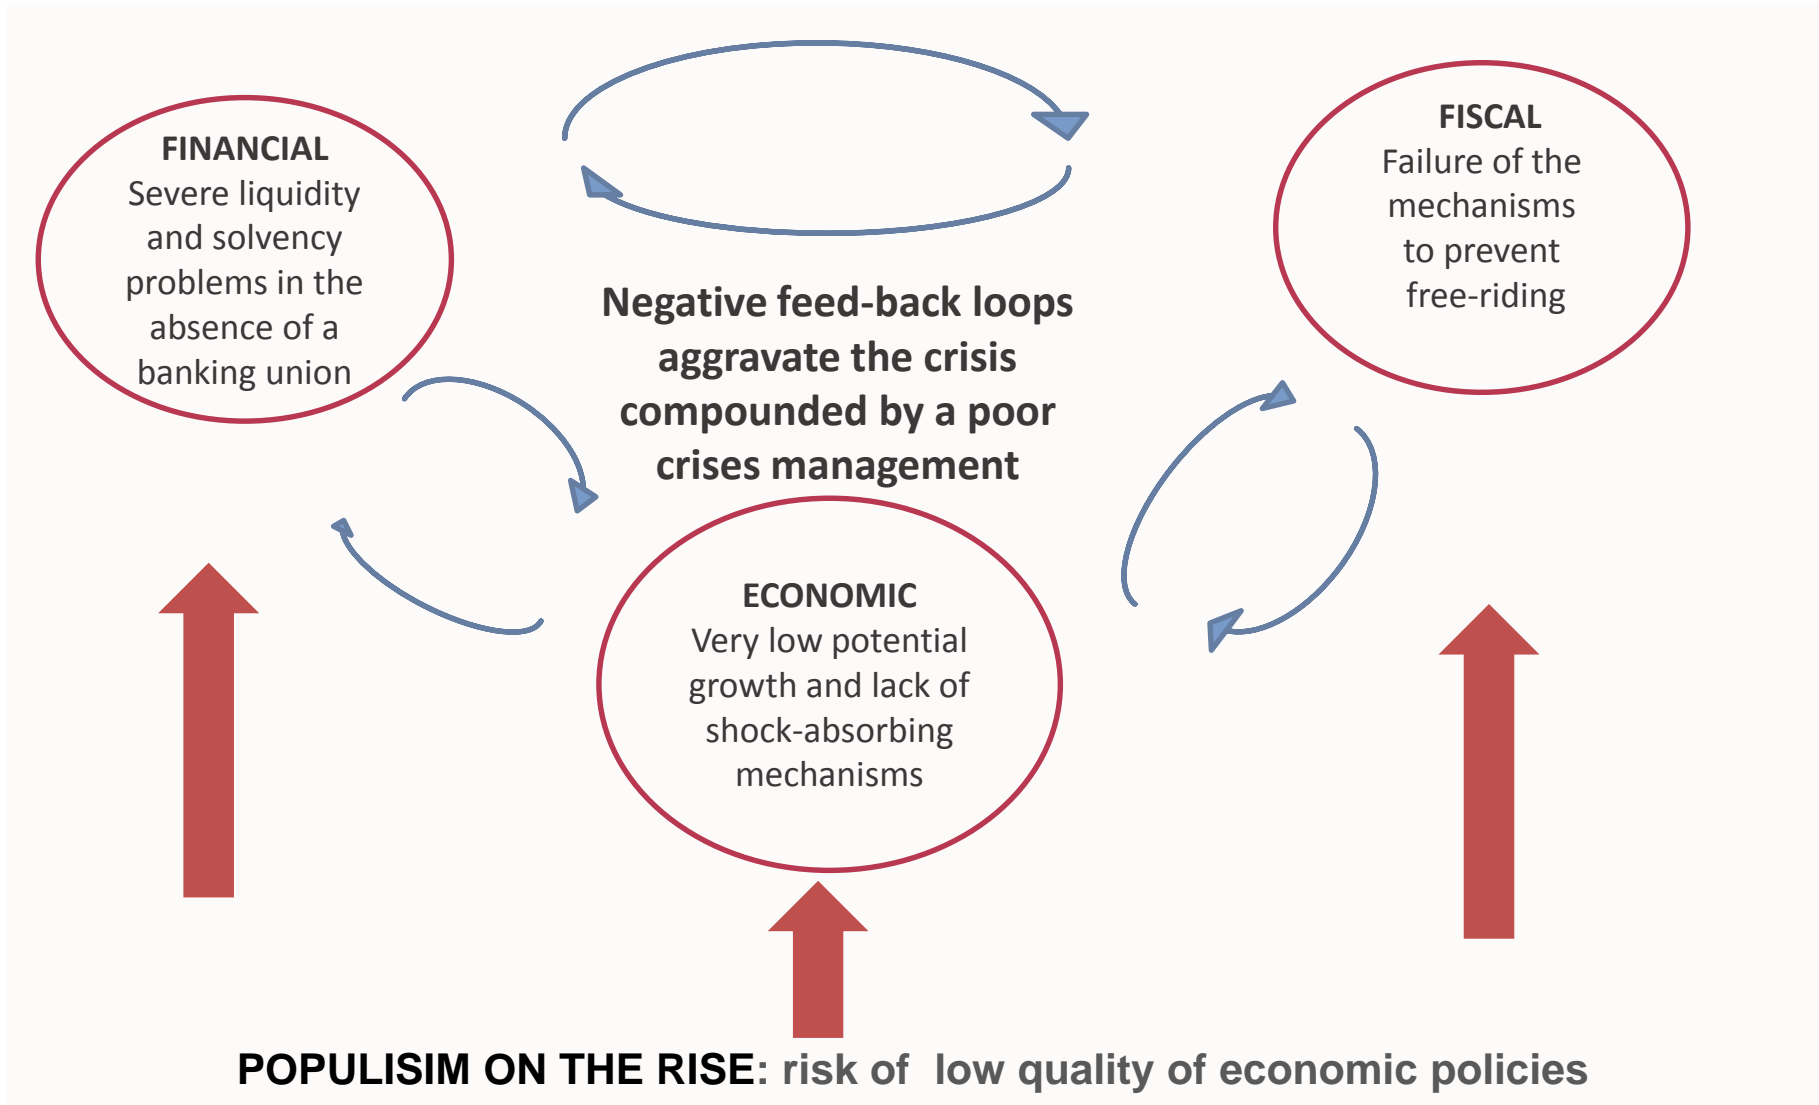 FINANCIAL
Severe liquidity
and solvency
problems in the
absence of a
banking union
FISCAL
Failure of the
mechanisms
to prevent
free-riding
Negative feed-back loops
aggravate the crisis
compounded by a poor
crises management
ECONOMIC
Very low potential
growth and lack of
shock-absorbing
mechanisms
POPULISIM ON THE RISE: risk of low quality of economic policies